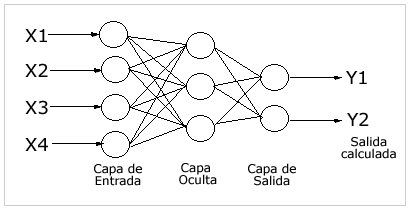 X1
X2
X3
X4
Y1
Y2
Salida
calculada
Capa de
Entrada
Capa
Oculta
Capa de
Salida